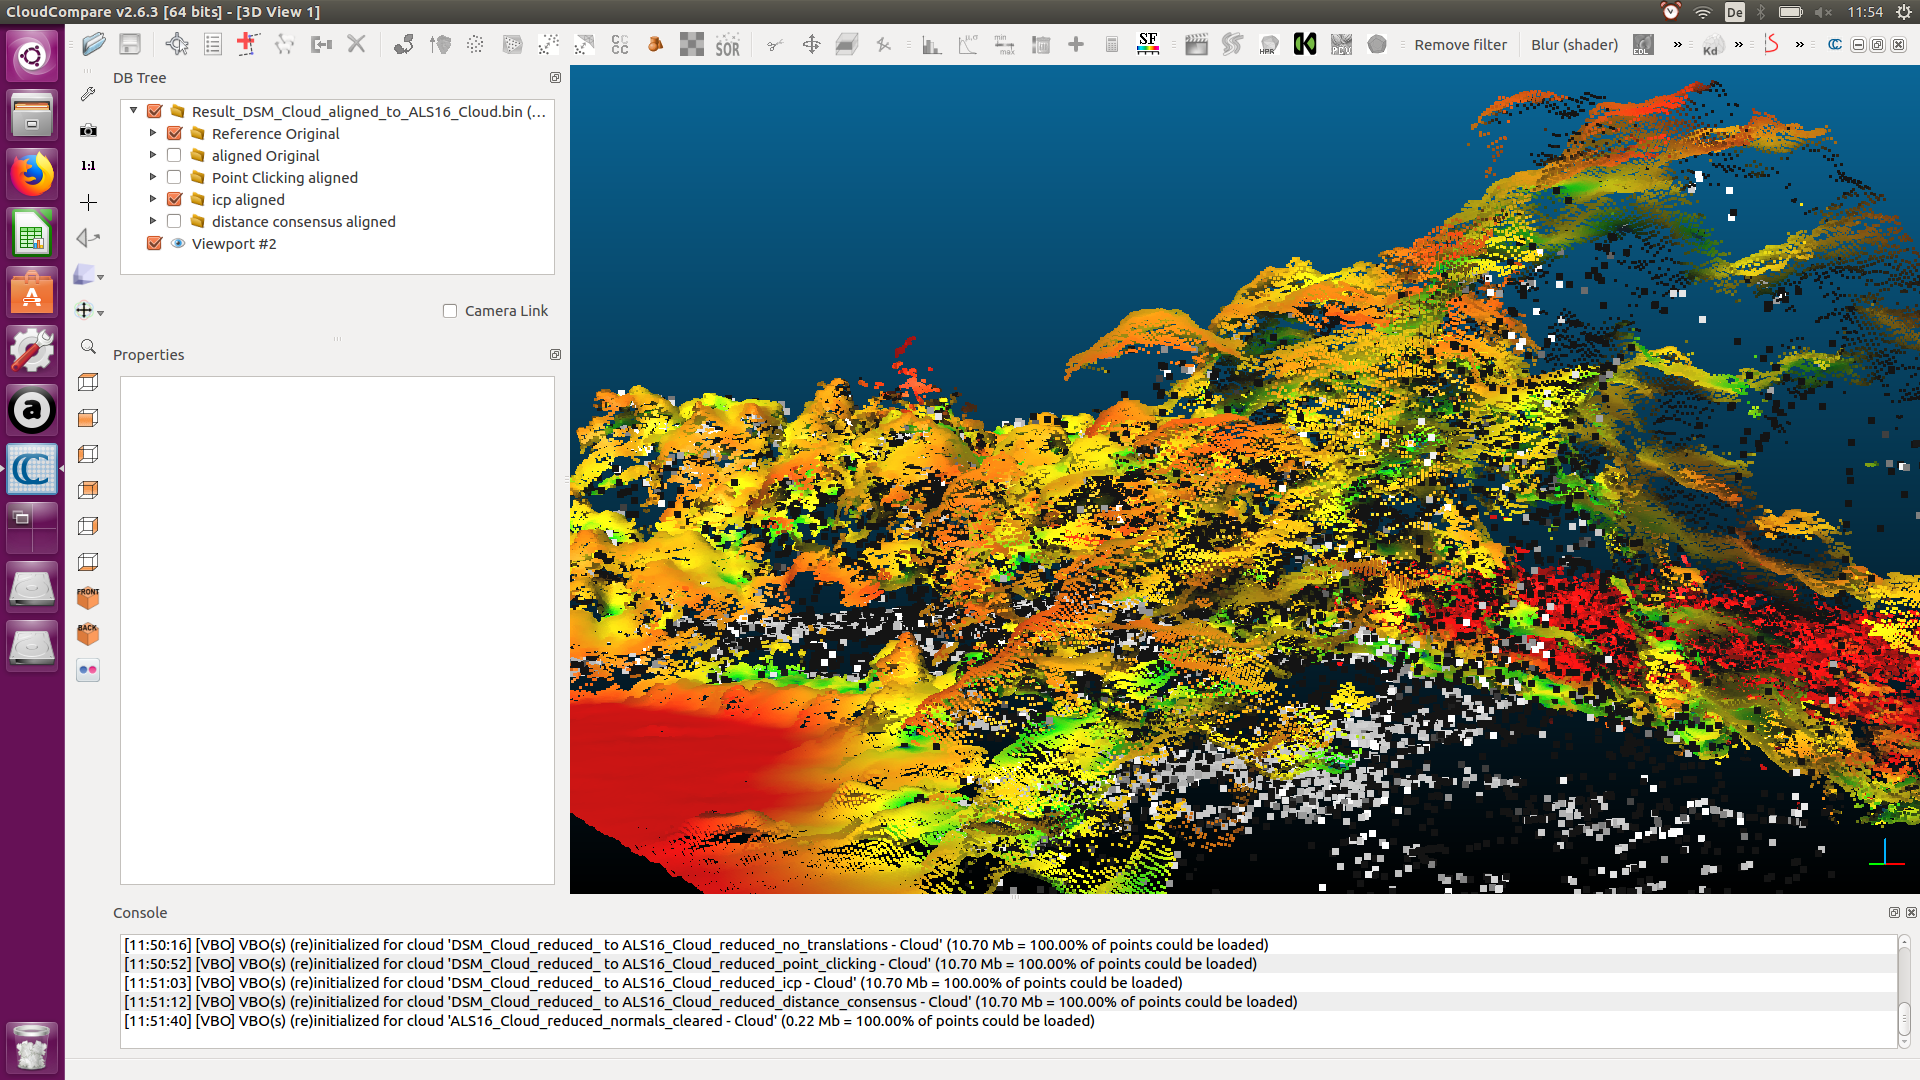 CloudCompare v2.6.3 [64 bits] - [3D View 1]
De
11:54
SOR
SF
Remove filter
Blur (shader)
»
Kd
»
»
min
max
HPR
PCV
EDL
DB Tree
Result_DSM_Cloud_aligned_to_ALS16_Cloud.bin (...
Reference Original
aligned Original
Point Clicking aligned
icp aligned
distance consensus aligned
Viewport #2
1:1
Camera Link
Properties
FRONT
BACK
Console
[11:50:16] [VBO] VBO(s) (re)initialized for cloud 'DSM_Cloud_reduced_ to ALS16_Cloud_reduced_no_translations - Cloud' (10.70 Mb = 100.00% of points could be loaded)
[11:50:52] [VBO] VBO(s) (re)initialized for cloud 'DSM_Cloud_reduced_ to ALS16_Cloud_reduced_point_clicking - Cloud' (10.70 Mb = 100.00% of points could be loaded)
[11:51:03] [VBO] VBO(s) (re)initialized for cloud 'DSM_Cloud_reduced_ to ALS16_Cloud_reduced_icp - Cloud' (10.70 Mb = 100.00% of points could be loaded)
[11:51:12] [VBO] VBO(s) (re)initialized for cloud 'DSM_Cloud_reduced_ to ALS16_Cloud_reduced_distance_consensus - Cloud' (10.70 Mb = 100.00% of points could be loaded)
[11:51:40] [VBO] VBO(s) (re)initialized for cloud 'ALS16_Cloud_reduced_normals_cleared - Cloud' (0.22 Mb = 100.00% of points could be loaded)